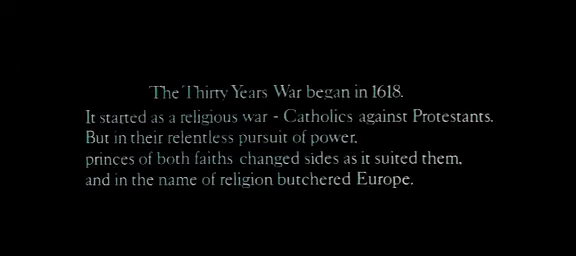 The Thirty Years War began in 1618.
It started as a religious war - Catholics against Protestants.
But in their relentless pursuit of power.
princes of both faiths changed sides as it suited them,
and in the name of religion butchered Europe.